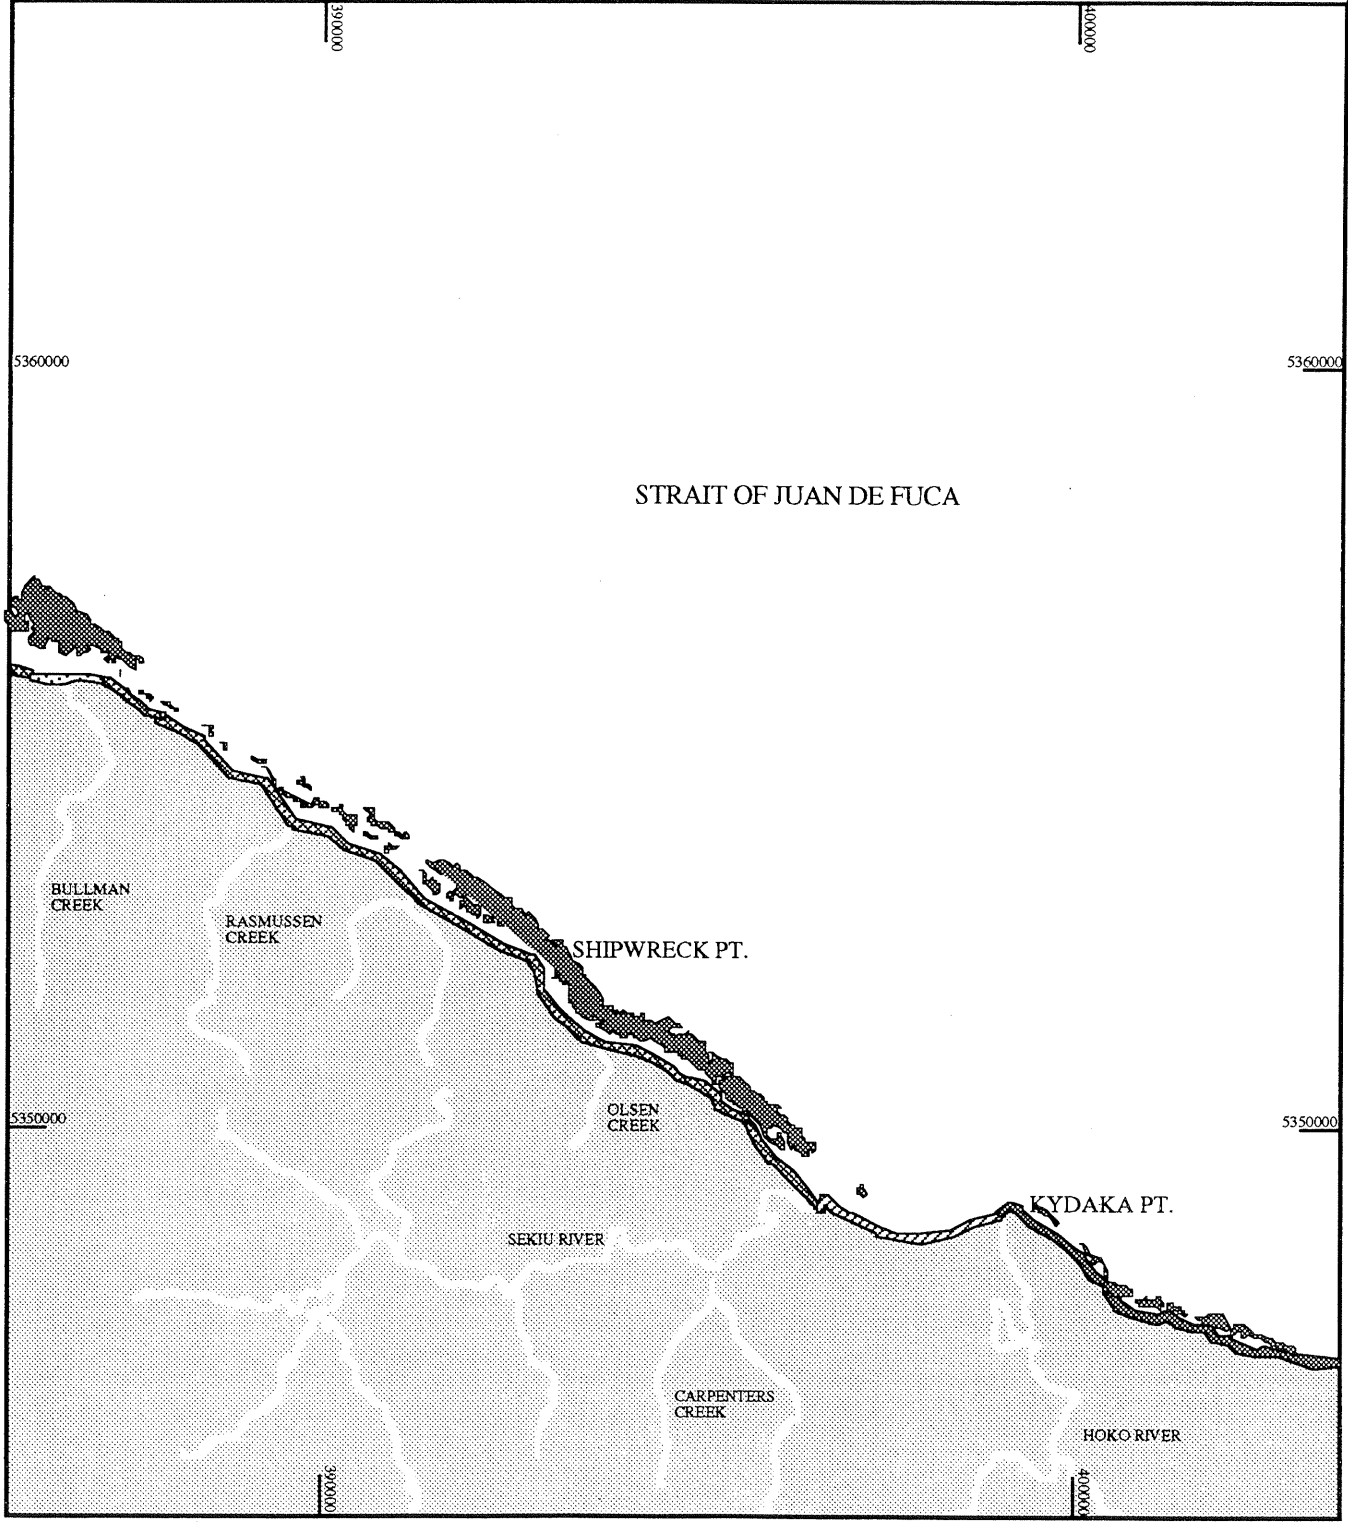 390000
400000
5360000
5360000
STRAIT OF JUAN DE FUCA
BULLMAN
CREEK
RASMUSSEN
CREEK
SHIPWRECK PT.
OLSEN
CREEK
5350000
5350000
KYDAKA PT.
SEKIU RIVER
CARPENTERS
CREEK
HOKO RIVER
390000
400000